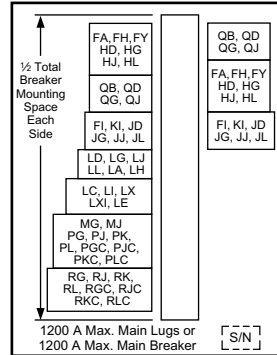 ½ Total
Breaker
Mounting
Space
Each
Side
FA, FH, FY
HD, HG
HJ, HL
QB, QD
QG, QJ
FI, KI, JD
JG, JJ, JL
LD, LG, LJ
LL, LA, LH
LC, LI, LX
LXI, LE
MG, MJ
PG, PJ, PK,
PL, PGC, PJC,
PKC, PLC
RG, RJ, RK,
RL, RGC, RJC
RKC, RLC
QB, QD
QG, QJ
FA, FH, FY
HD, HG
HJ, HL
FI, KI, JD
JG, JJ, JL
1200 A Max. Main Lugs or
1200 A Max. Main Breaker
S/N